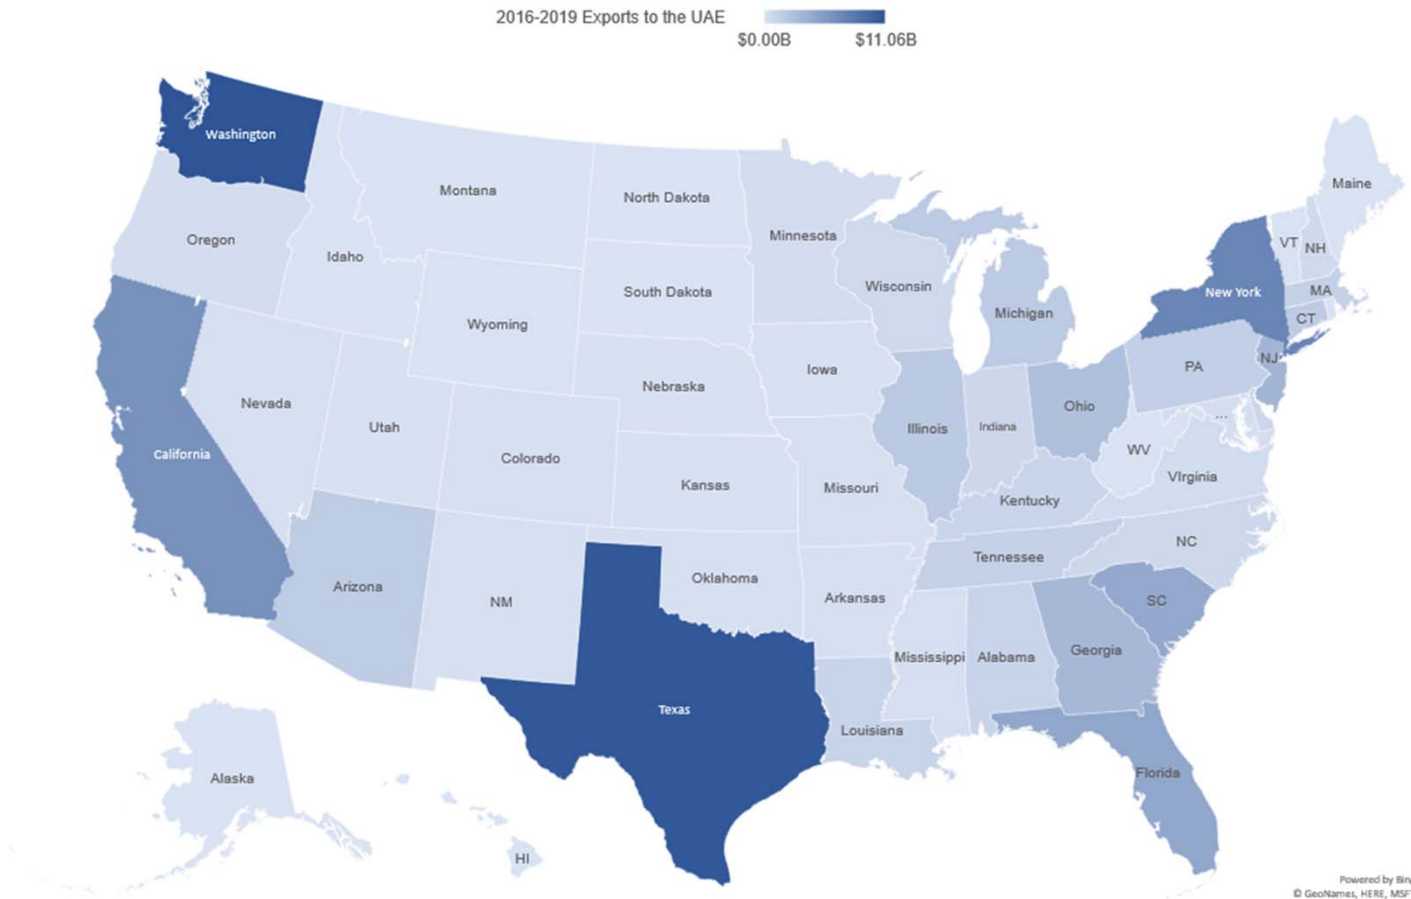 2016-2019 Exports to the UAE
$0.00B $11.06B
Washington
Montana
North Dakota
Minnesota
Maine
Oregon
Idaho
VT
NH
Wisconsin
South Dakota
New York
MA
Wyoming
Michigan
CT
Iowa
PA
NJ
Nebraska
Nevada
Utah
Ohio
...
California
Colorado
Illinois
Indiana
WV
Kansas
Missouri
VIrginia
Kentucky
Arizona
NM
Oklahoma
Arkansas
Tennessee
NC
SC
Mississippi
Alabama
Georgia
Texas
Louisiana
Florida
Alaska
HI
Powered by Bin
© GeoNames, HERE, MSF